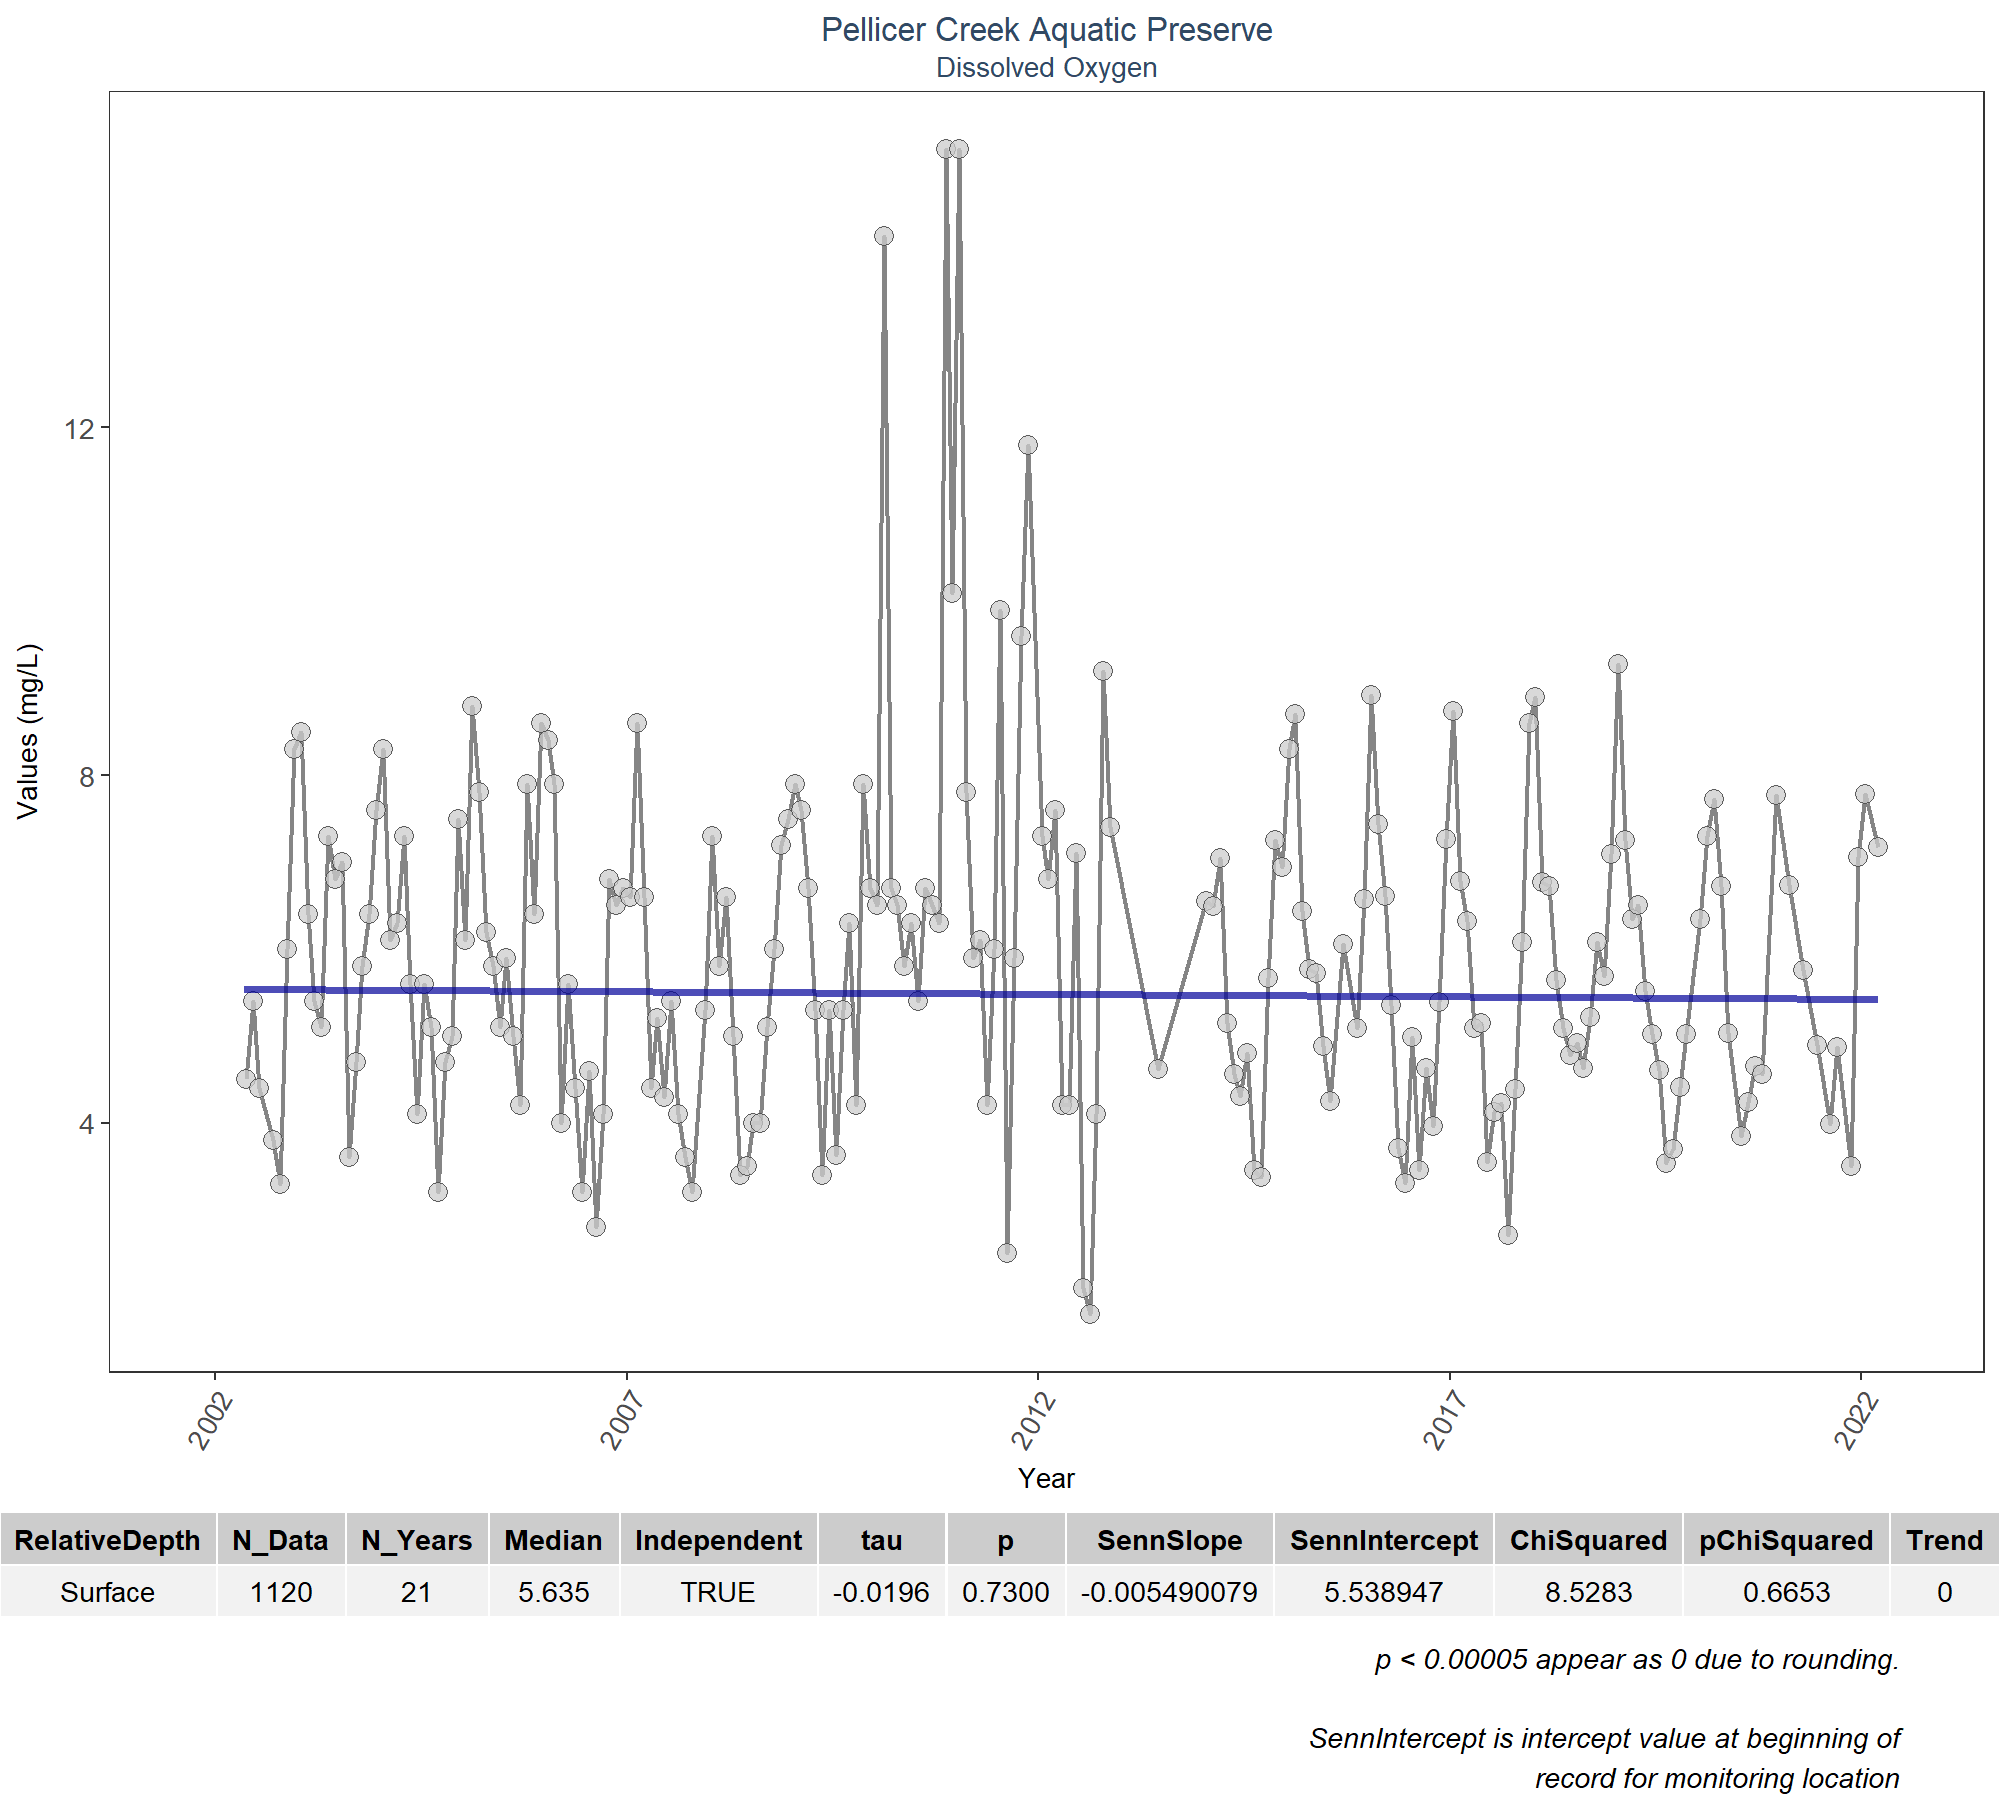 Pellicer Creek Aquatic Preserve
Dissolved Oxygen
12
8
4
Values (mg/L)
2002 2007 2012 2017 2022
Year
RelativeDepth N_Data N_Years Median Independent tau p SennSlope SennIntercept ChiSquared pChiSquared Trend
Surface 1120 21 5.635 TRUE -0.0196 0.7300 -0.005490079 5.538947 8.5283 0.6653 0
p < 0.00005 appear as 0 due to rounding.
SennIntercept is intercept value at beginning of
record for monitoring location